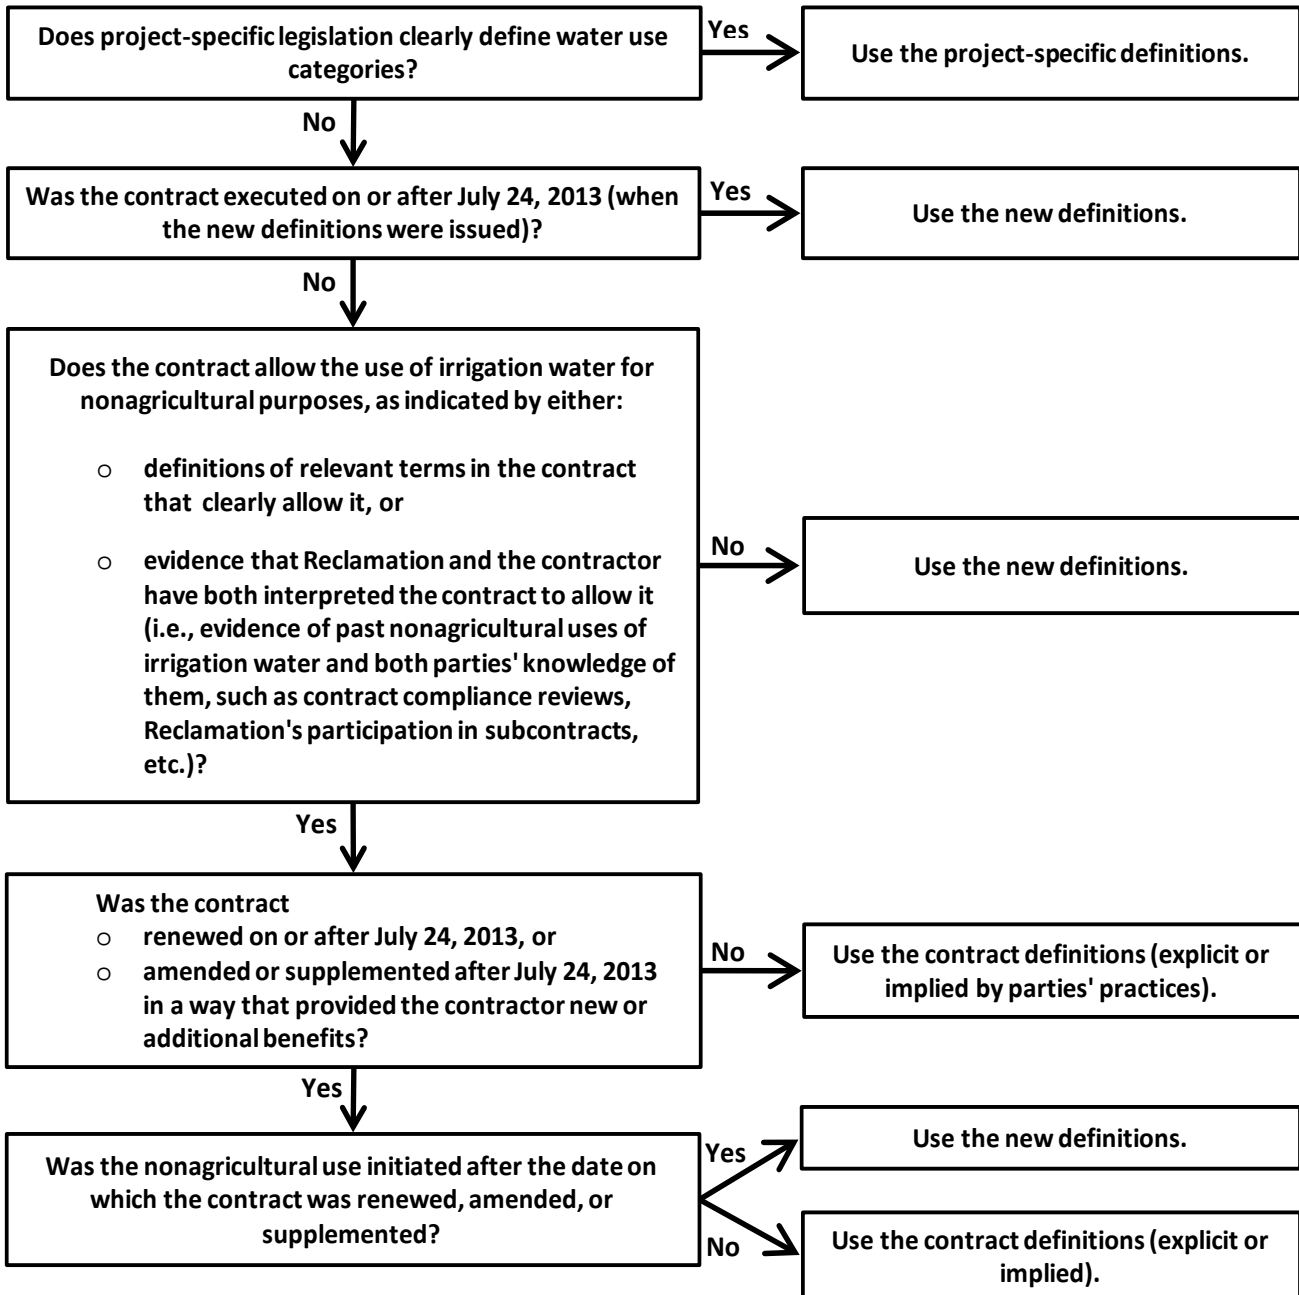 Does project-specific legislation clearly define water use
categories?
Yes
Use the project-specific definitions.
No
Was the contract executed on or after July 24, 2013 (when
the new definitions were issued)?
Yes
Use the new definitions.
No
Does the contract allow the use of irrigation water for
nonagricultural purposes, as indicated by either:
o definitions of relevant terms in the contract
that clearly allow it, or
o evidence that Reclamation and the contractor
have both interpreted the contract to allow it
(i.e., evidence of past nonagricultural uses of
irrigation water and both parties' knowledge of
them, such as contract compliance reviews,
Reclamation's participation in subcontracts,
etc.)?
No
Use the new definitions.
Yes
Was the contract
o renewed on or after July 24, 2013, or
o amended or supplemented after July 24, 2013
in a way that provided the contractor new or
additional benefits?
No
Use the contract definitions (explicit or
implied by parties' practices).
Yes
Was the nonagricultural use initiated after the date on
which the contract was renewed, amended, or
supplemented?
Yes
Use the new definitions.
No
Use the contract definitions (explicit or
implied).